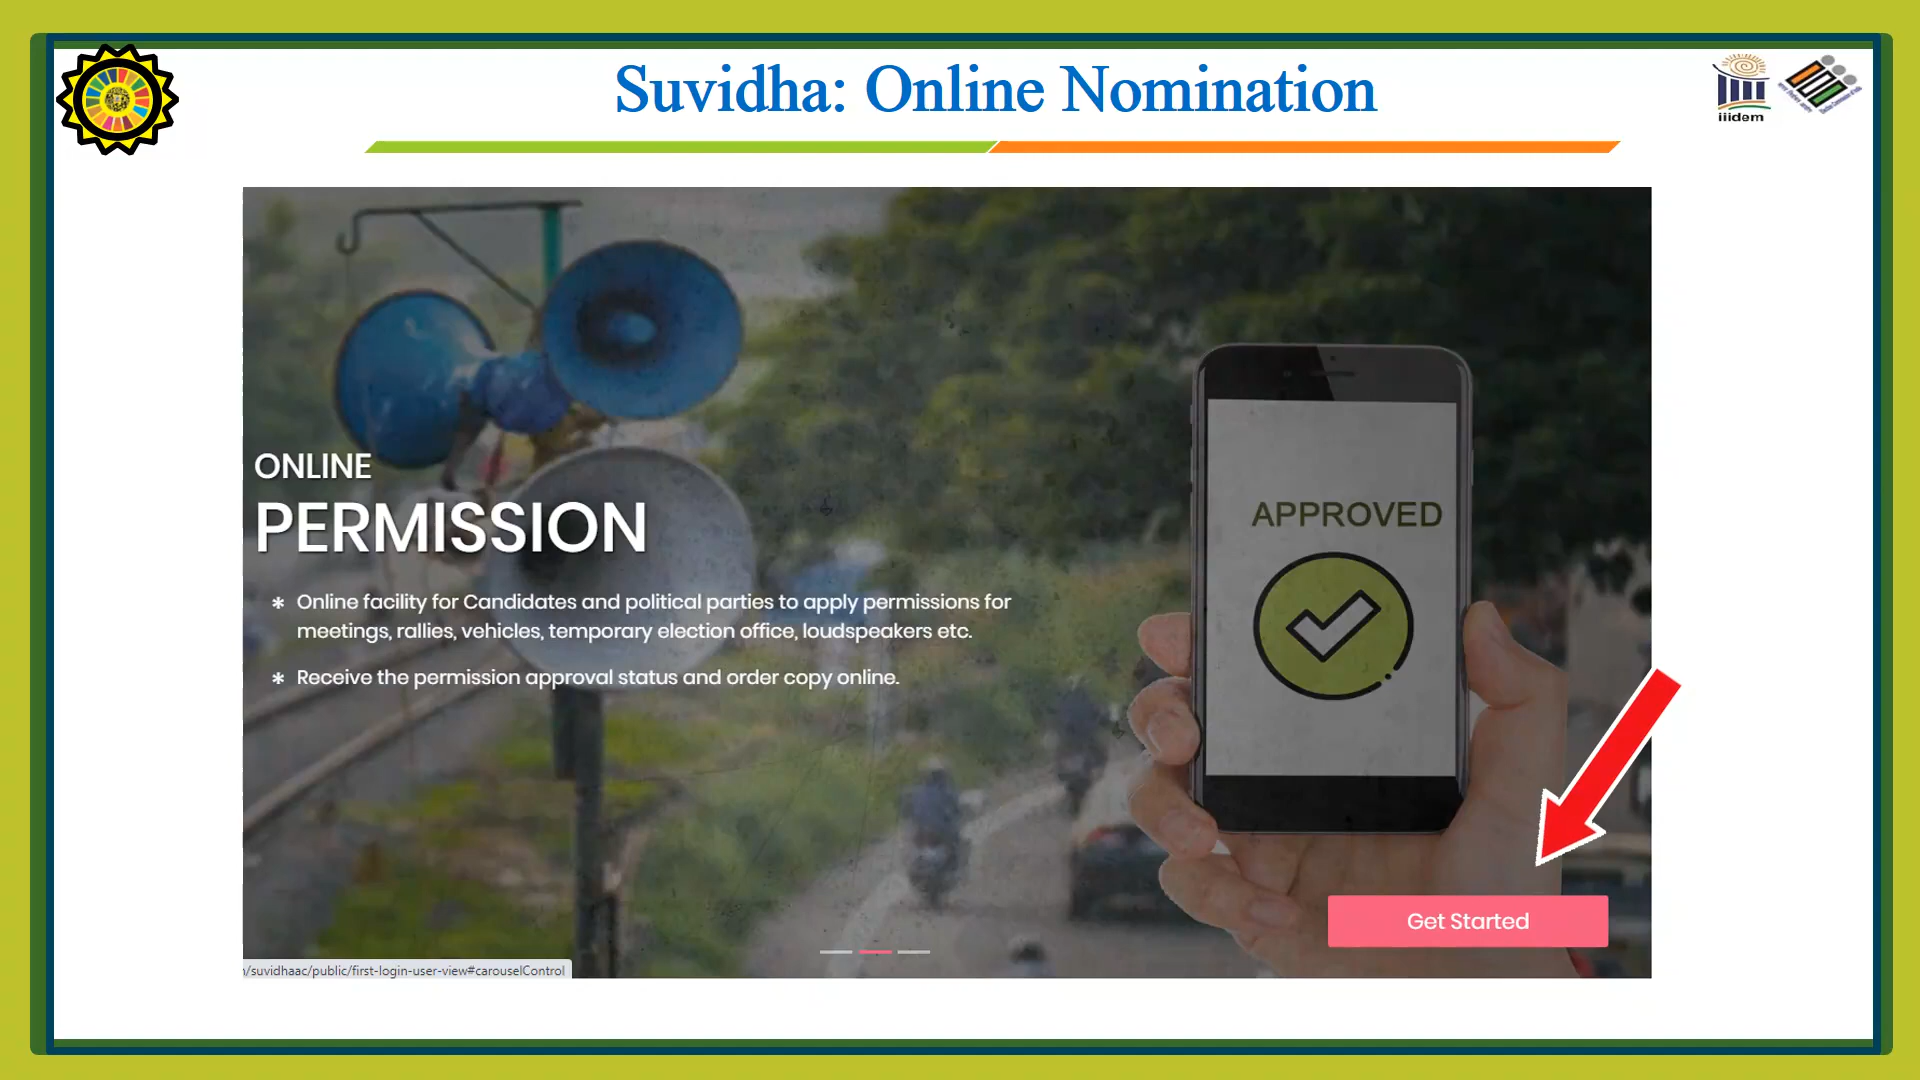 Suvidha: Online Nomination
iiidem
ONLINE
PERMISSION
* Online facility for Candidates and political parties to apply permissions for
meetings, rallies, vehicles, temporary election office, loudspeakers etc.
* Receive the permission approval status and order copy online.
APPROVED
Get Started
/suvidhaac/public/first-login-user-view#carouselControl